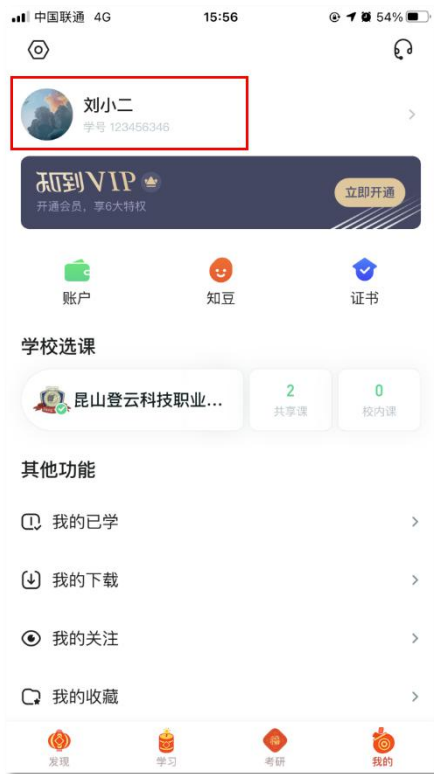 中国联通 4G 15:56 54%
刘小二
学号 123456346
知到VIP
开通会员，享6大特权
立即开通
账户 知豆 证书
学校选课
昆山登云科技职业...
2 共享课
0 校内课
其他功能
我的已学
我的下载
我的关注
我的收藏
发现 学习 考研 我的